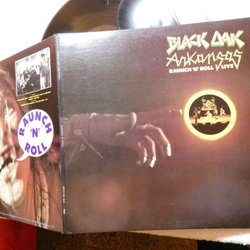 BLACK OAK
Arkansas
RAUNCH 'N' ROLL LIVE
RAUNCH
'N'
ROLL